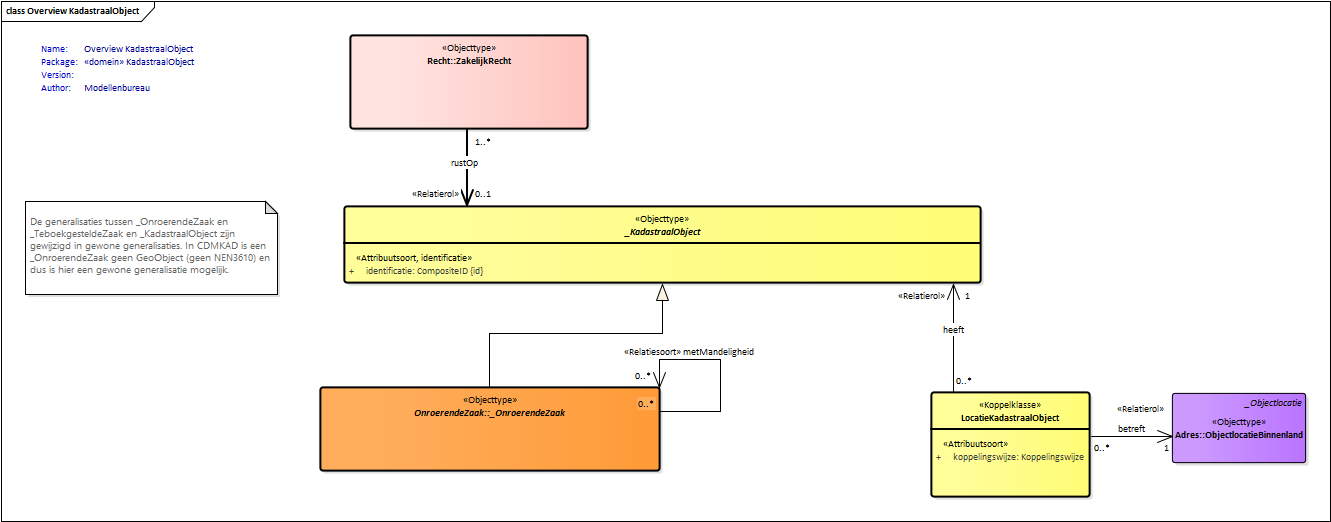 class Overview KadastraalObject
Name: Overview KadastraalObject
Package: «domein» KadastraalObject
Version:
Author: Modellenbureau
«Objecttype»
Recht::ZakelijkRecht
1..*
rustOp
«Relatierol»
0..1
De generalisaties tussen _OnroerendeZaak en
_TeboekgesteldeZaak en _KadastraalObject zijn
gewijzigd in gewone generalisaties. In CDMKAD is een
_OnroerendeZaak geen GeoObject (geen NEN3610) en
dus is hier een gewone generalisatie mogelijk.
«Objecttype»
_KadastraalObject
«Attribuutsoort, identificatie»
+ identificatie: CompositeID {id}
«Relatierol»
1
heeft
0..*
«Relatiesoort» metMandeligheid
0..*
0..*
«Objecttype»
OnroerendeZaak::_OnroerendeZaak
«Koppelklasse»
LocatieKadastraalObject
«Attribuutsoort»
+ koppelingswijze: Koppelingswijze
«Relatierol»
betreft
0..*
1
_Objectlocatie
«Objecttype»
Adres::ObjectlocatieBinnenland